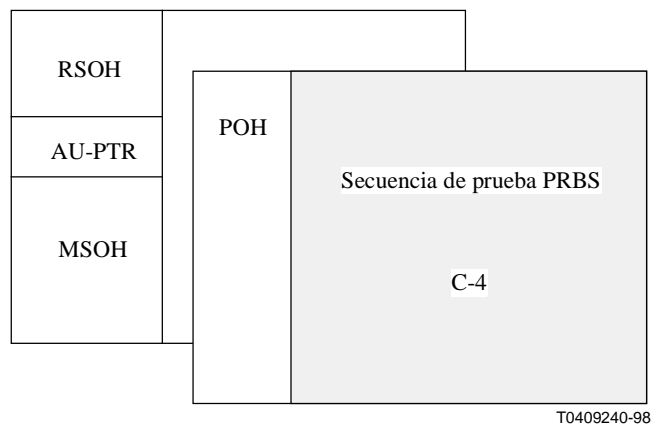 RSOH
POH
AU-PTR
Secuencia de prueba PRBS
MSOH
C-4
T0409240-98